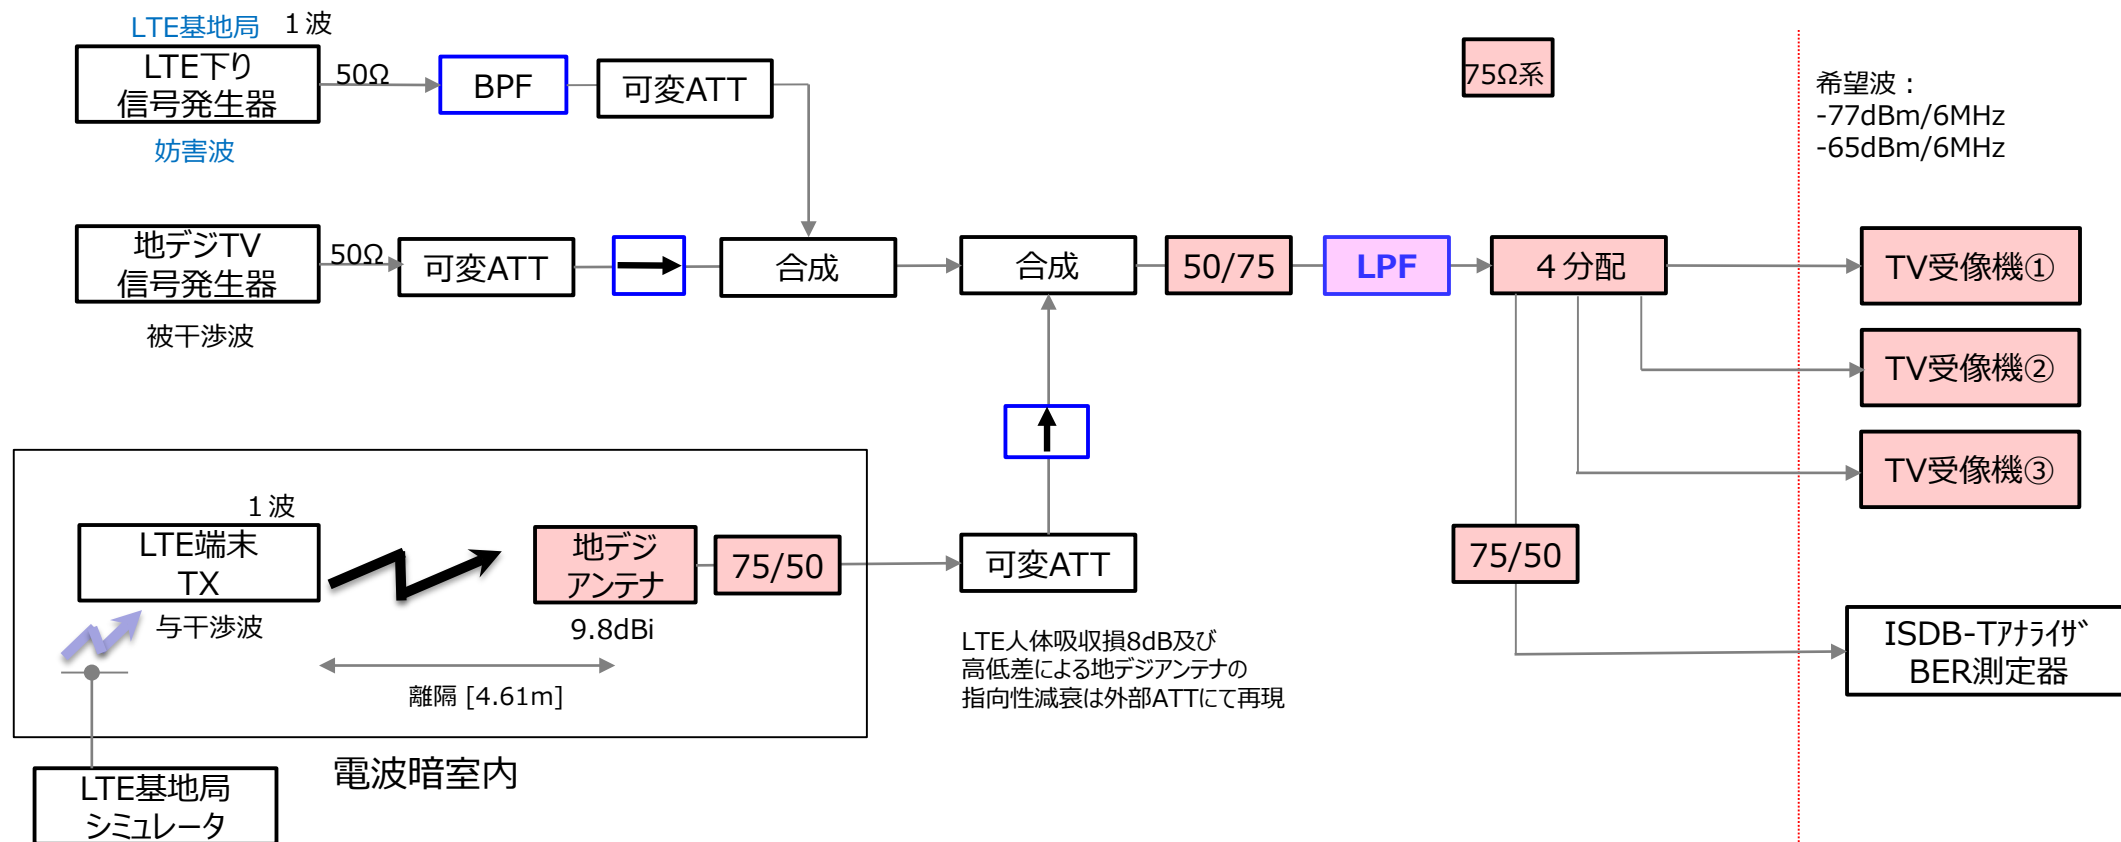 LTE基地局 １波
LTE下り
信号発生器
50Ω
BPF
可変ATT
75Ω系
希望波：
-77dBm/6MHz
-65dBm/6MHz
妨害波
地デジTV
信号発生器
50Ω
可変ATT
合成
合成
50/75
LPF
４分配
TV受像機①
被干渉波
TV受像機②
TV受像機③
１波
LTE端末
TX
与干渉波
地デジ
アンテナ
75/50
9.8dBi
離隔 [4.61m]
可変ATT
LTE人体吸収損8dB及び
高低差による地デジアンテナの
指向性減衰は外部ATTにて再現
75/50
ISDB-Tｱﾅﾗｲｻﾞ
BER測定器
電波暗室内
LTE基地局
シミュレータ